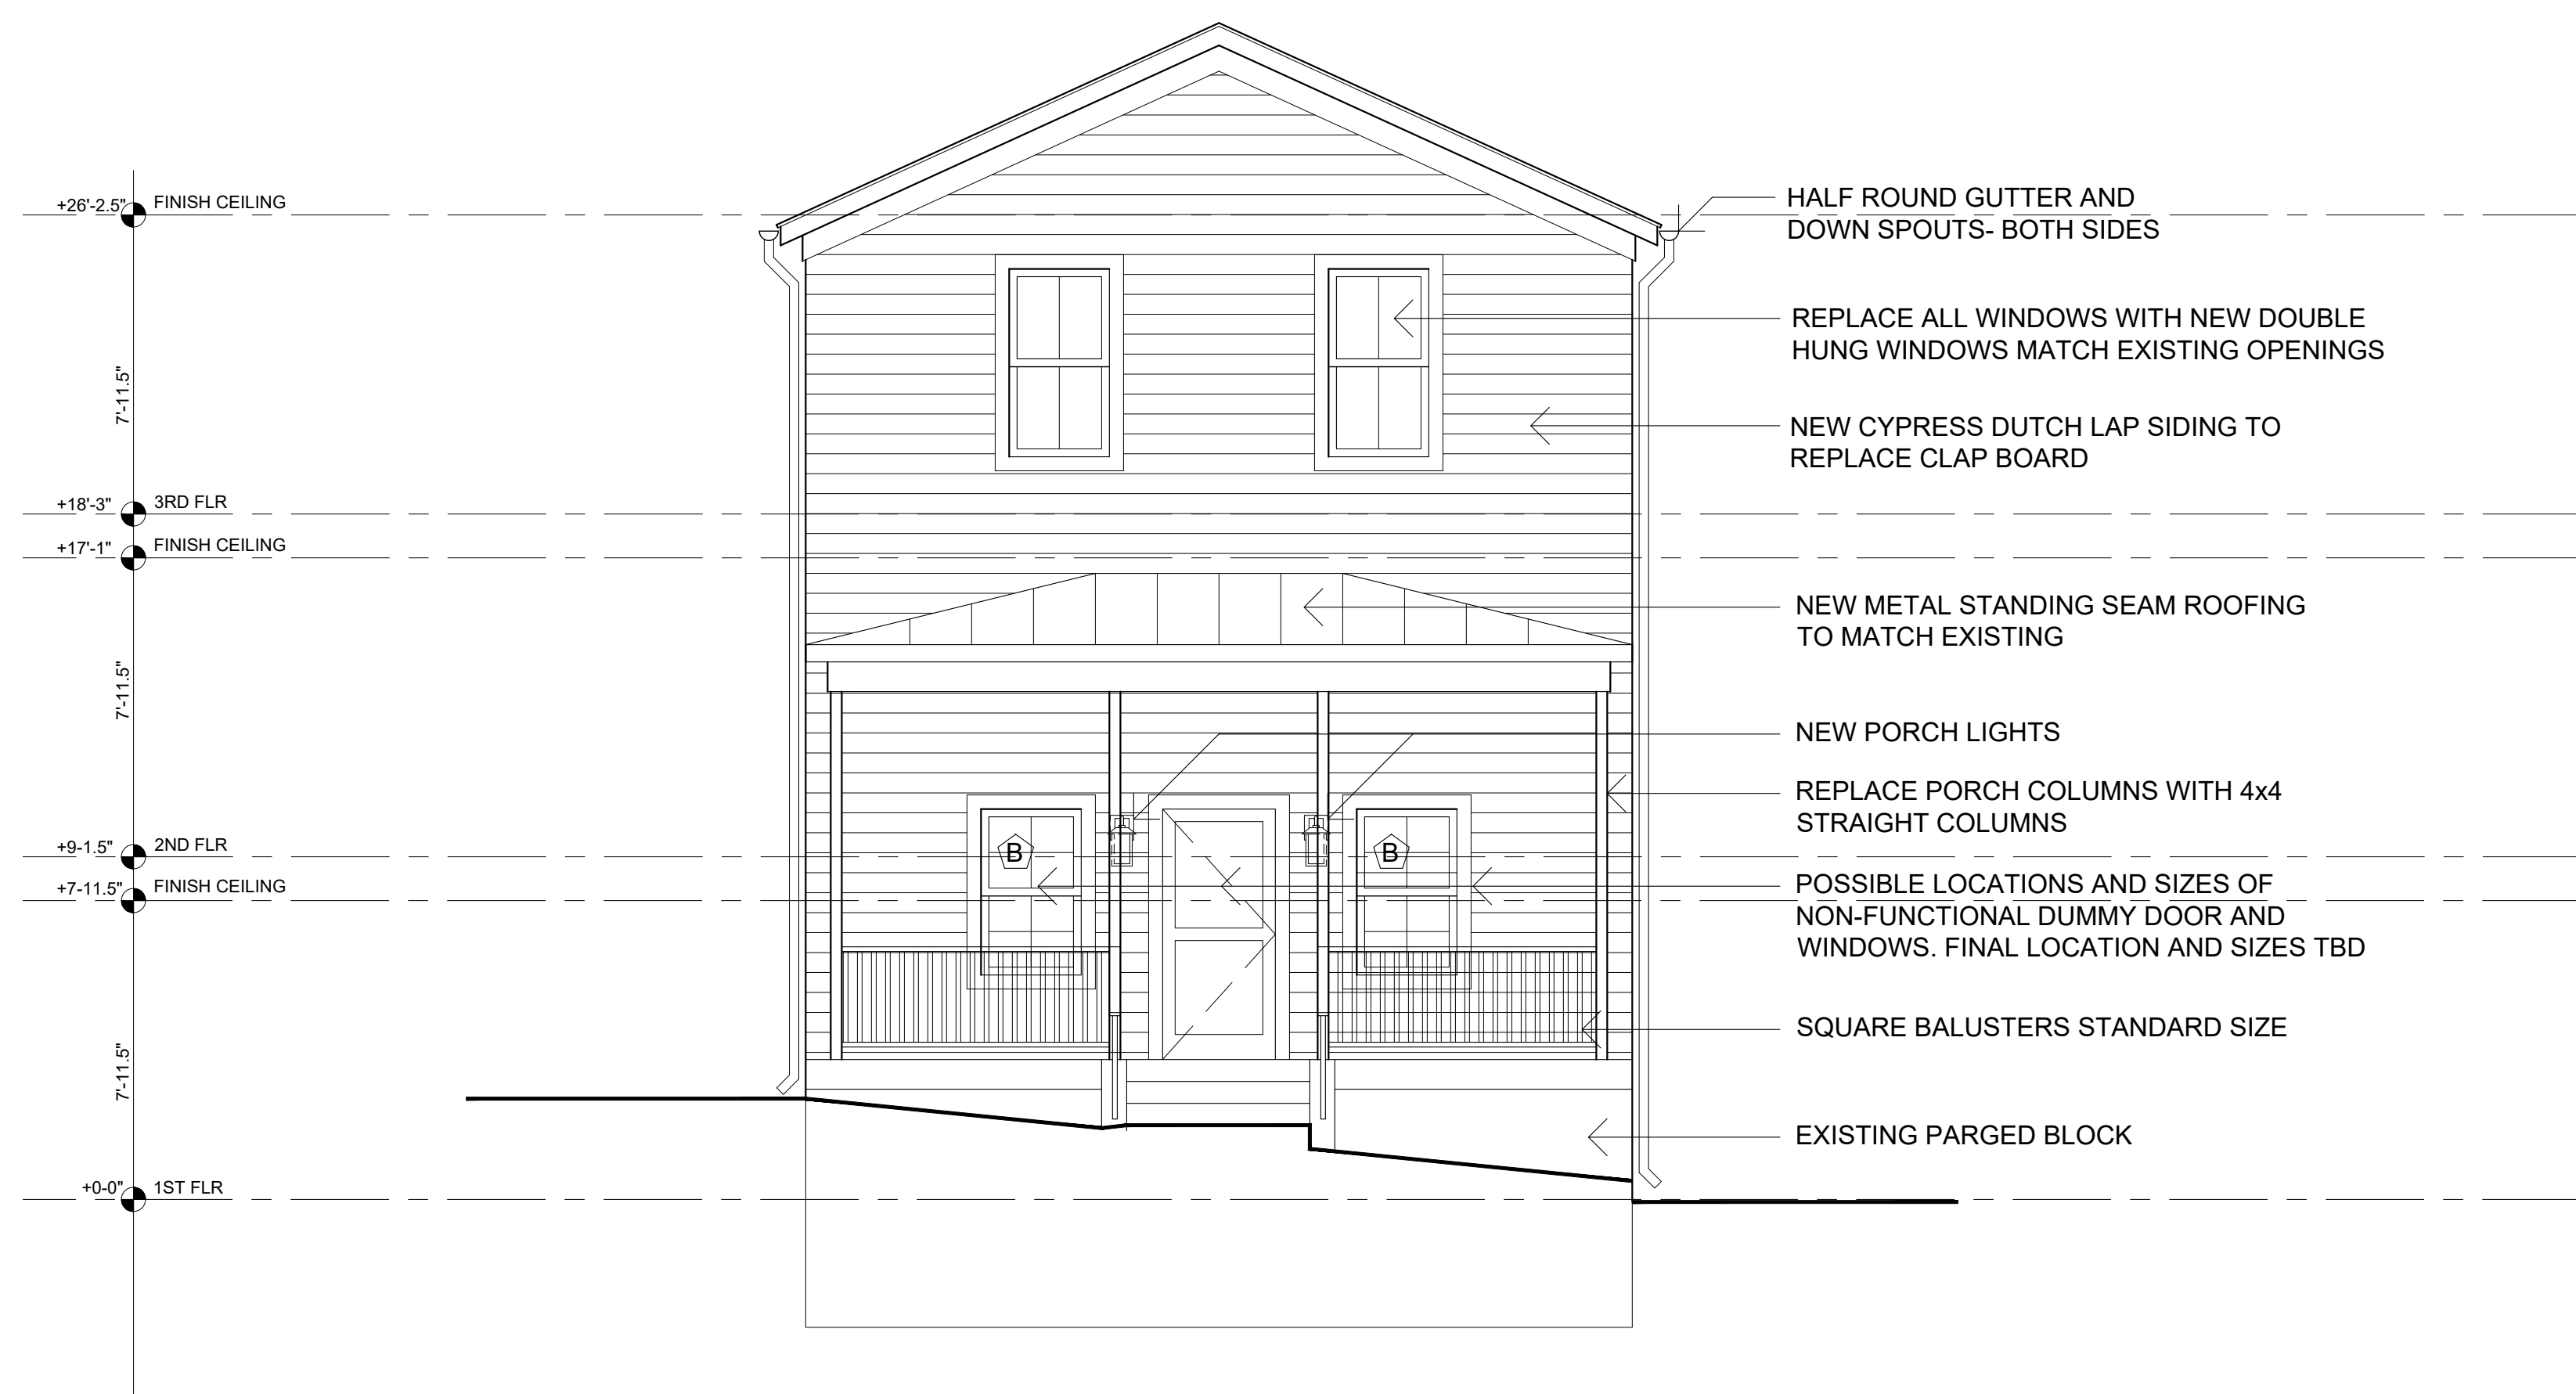 +26'-2.5" FINISH CEILING
7'-11.5"
+18'-3" 3RD FLR
+17'-1" FINISH CEILING
7'-11.5"
+9-1.5" 2ND FLR
+7-11.5" FINISH CEILING
7'-11.5"
+0-0" 1ST FLR
B
B
HALF ROUND GUTTER AND
DOWN SPOUTS- BOTH SIDES
REPLACE ALL WINDOWS WITH NEW DOUBLE
HUNG WINDOWS MATCH EXISTING OPENINGS
NEW CYPRESS DUTCH LAP SIDING TO
REPLACE CLAP BOARD
NEW METAL STANDING SEAM ROOFING
TO MATCH EXISTING
NEW PORCH LIGHTS
REPLACE PORCH COLUMNS WITH 4x4
STRAIGHT COLUMNS
POSSIBLE LOCATIONS AND SIZES OF
NON-FUNCTIONAL DUMMY DOOR AND
WINDOWS. FINAL LOCATION AND SIZES TBD
SQUARE BALUSTERS STANDARD SIZE
EXISTING PARGED BLOCK